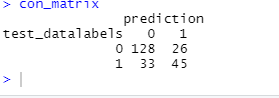 > con_matrix
prediction
test_datalabels 0 1
0 128 26
1 33 45
>